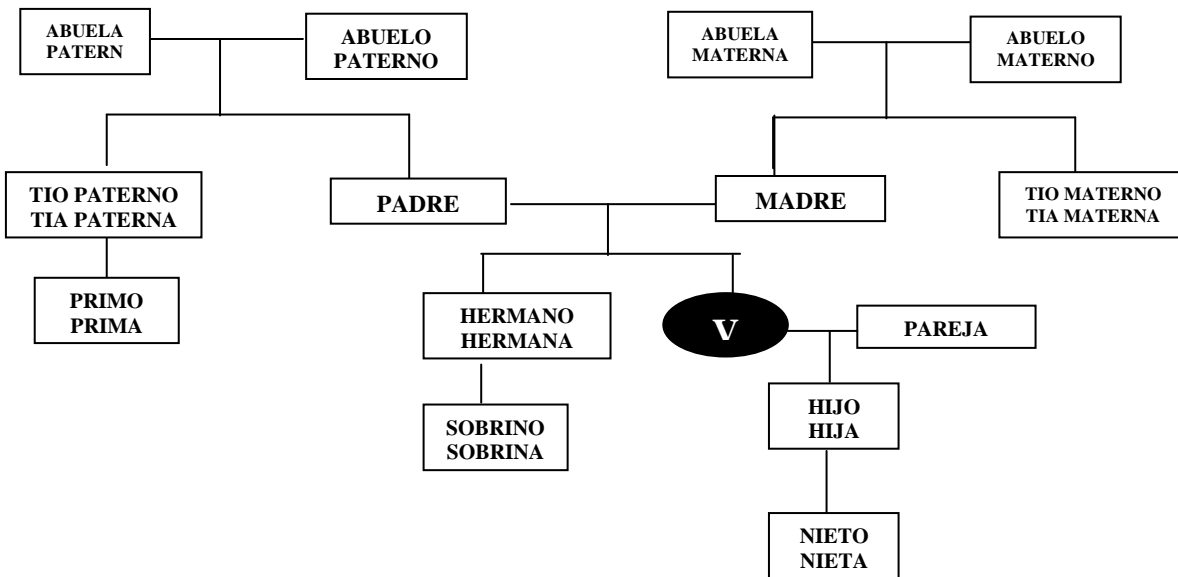 ABUELA
PATERN
ABUELO
PATERNO
ABUELA
MATERNA
ABUELO
MATERNO
TIO PATERNO
TIA PATERNA
PADRE
MADRE
TIO MATERNO
TIA MATERNA
PRIMO
PRIMA
HERMANO
HERMANA
V
PAREJA
SOBRINO
SOBRINA
HIJO
HIJA
NIETO
NIETA